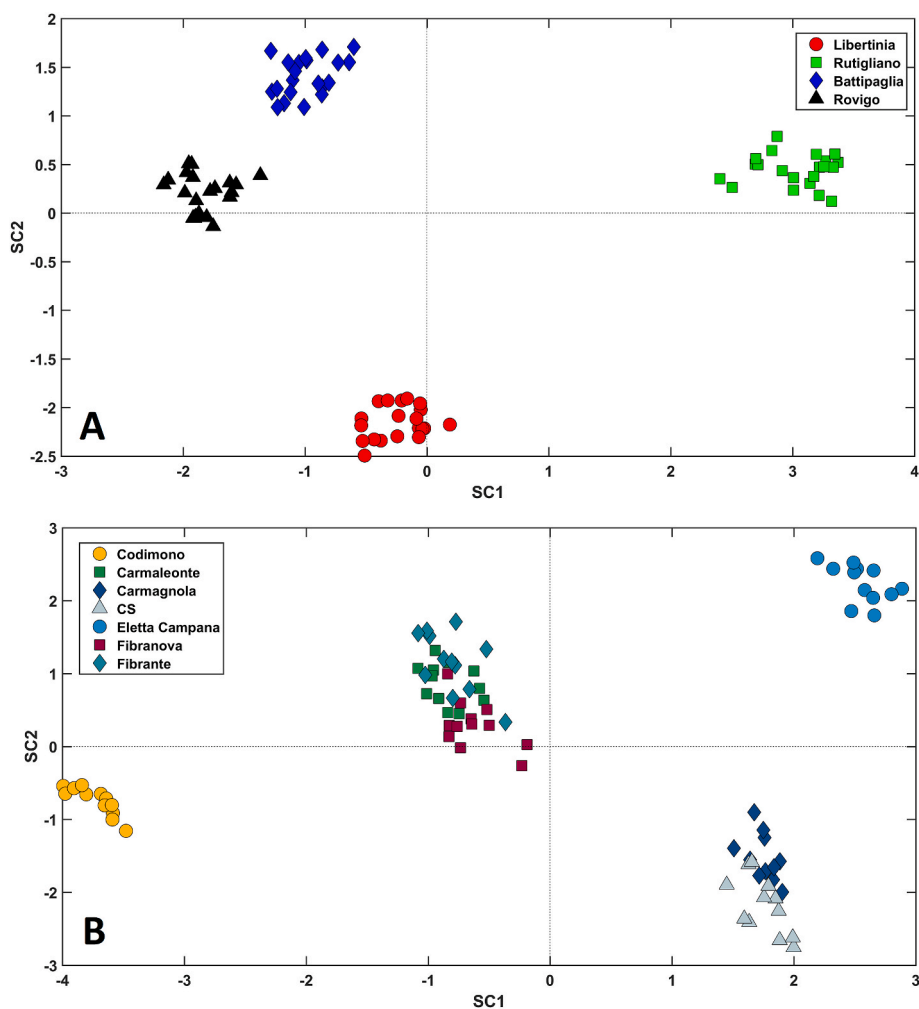 2
1.5
1
0.5
0
-0.5
-1
-1.5
-2
-2.5
SC2
Libertinia
Rutigliano
Battipaglia
Rovigo
A
-3 -2 -1 0 1 2 3 4
SC1
3
2
1
0
-1
-2
-3
SC2
Codimono
Carmaleonte
Carmagnola
CS
Eletta Campana
Fibranova
Fibrante
B
-4 -3 -2 -1 0 1 2 3
SC1